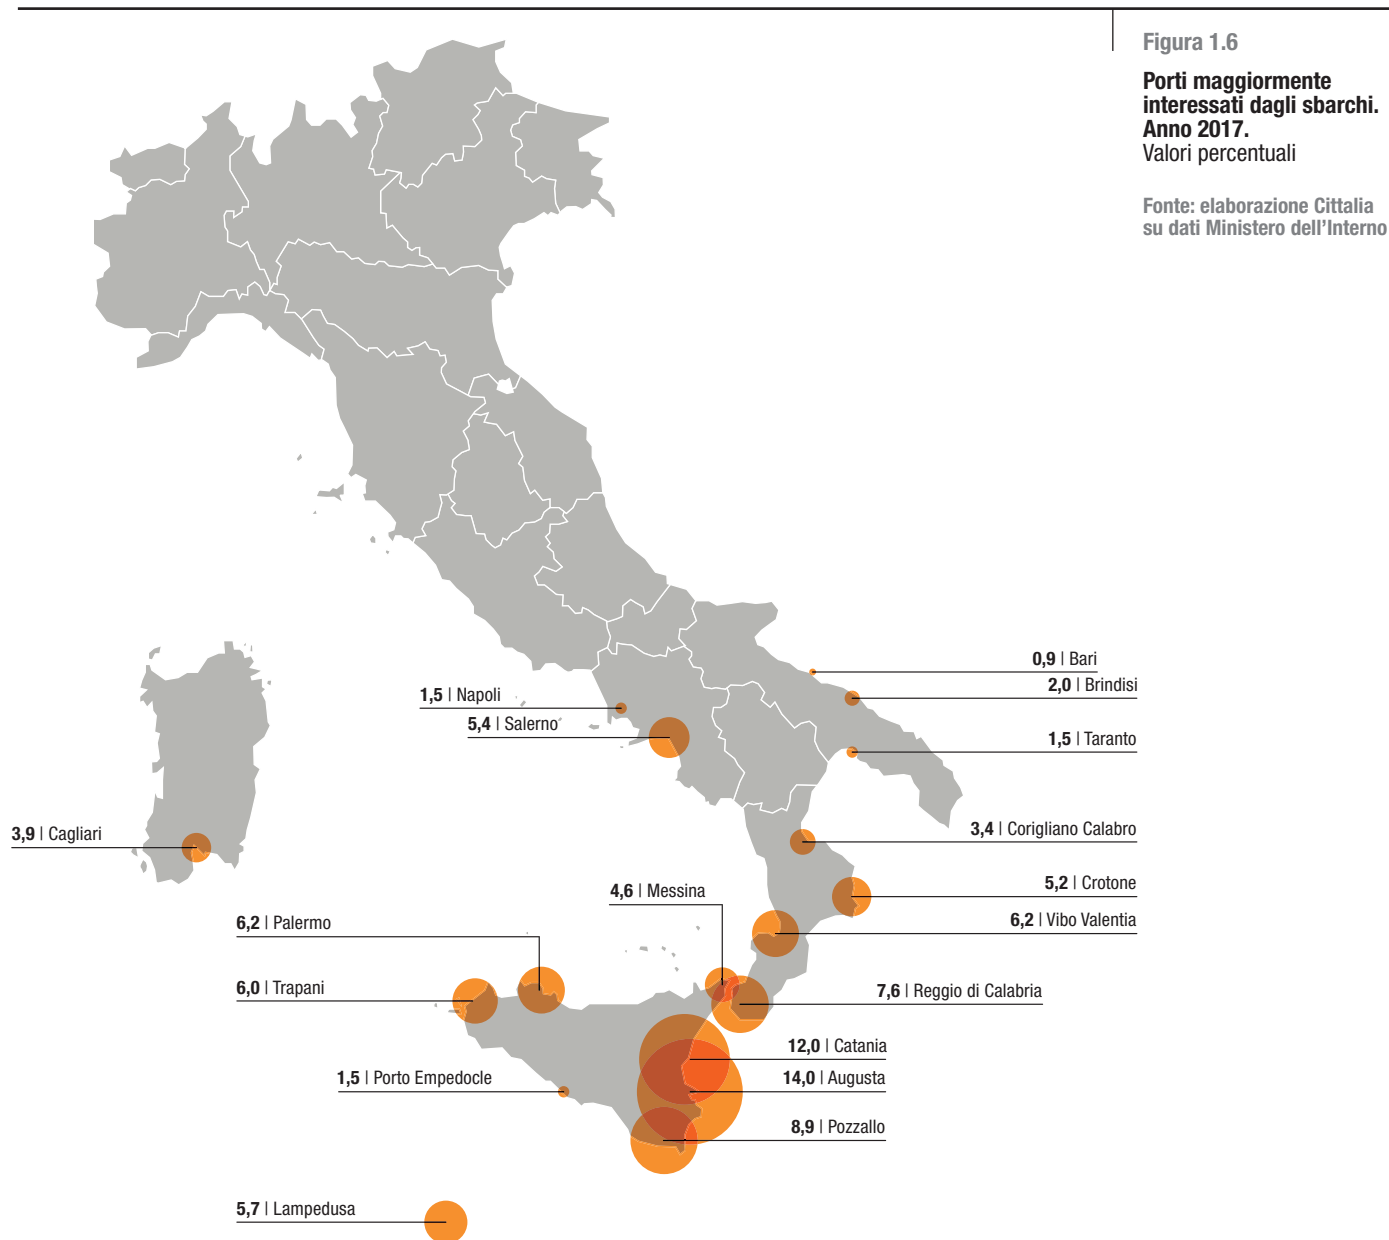 Figura 1.6
Porti maggiormente
interessati dagli sbarchi.
Anno 2017.
Valori percentuali
Fonte: elaborazione Cittalia
su dati Ministero dell'Interno
0,9 | Bari
2,0 | Brindisi
1,5 | Napoli
5,4 | Salerno
1,5 | Taranto
3,9 | Cagliari
3,4 | Corigliano Calabro
4,6 | Messina
5,2 | Crotone
6,2 | Palermo
6,2 | Vibo Valentia
6,0 | Trapani
7,6 | Reggio di Calabria
12,0 | Catania
1,5 | Porto Empedocle
14,0 | Augusta
8,9 | Pozzallo
5,7 | Lampedusa